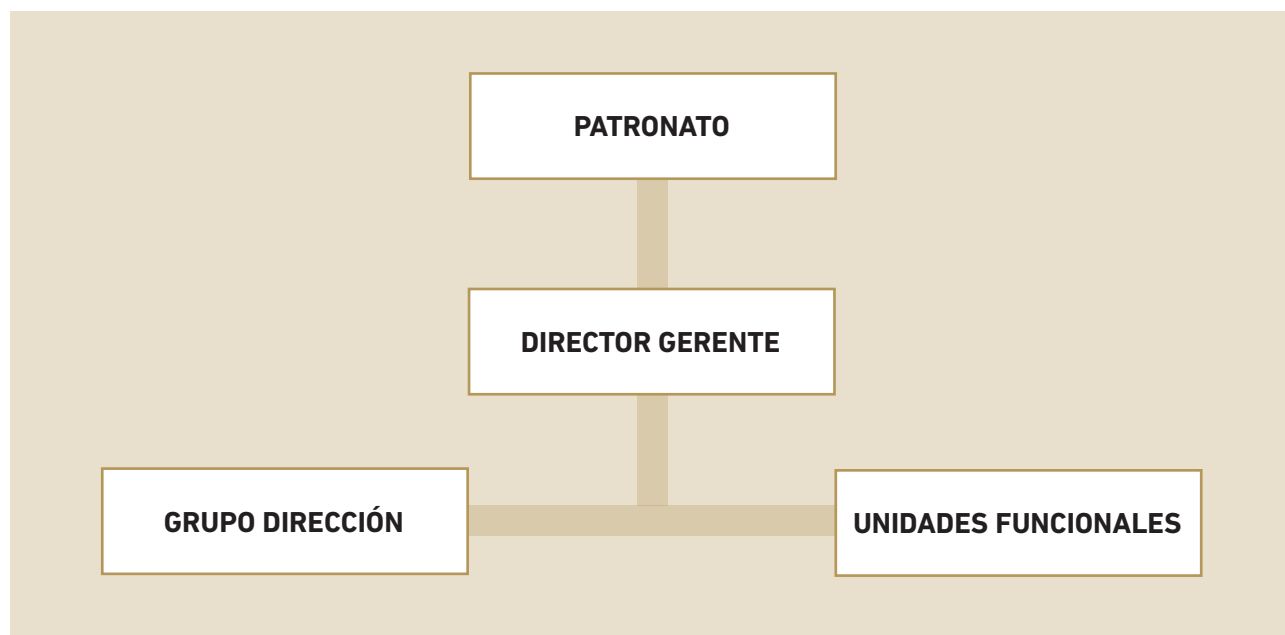 PATRONATO
DIRECTOR GERENTE
GRUPO DIRECCIÓN
UNIDADES FUNCIONALES